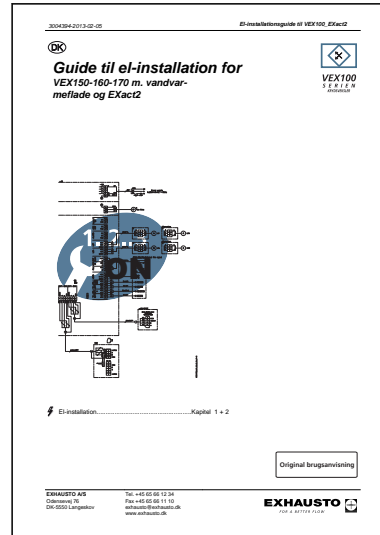 3004394-2013-02-05
El-installationsguide til VEX100_EXact2
DK
Guide til el-installation for
VEX150-160-170 m. vandvar-
meflade og EXact2
VEX100
SERIEN
EXHAUSTO
ON
El-installation..................................................Kapitel 1 + 2
Original brugsanvisning
EXHAUSTO A/S
Odensevej 76
DK-5550 Langeskov
Tel. +45 65 66 12 34
Fax +45 65 66 11 10
exhausto@exhausto.dk
www.exhausto.dk
EXHAUSTO
FOR A BETTER FLOW